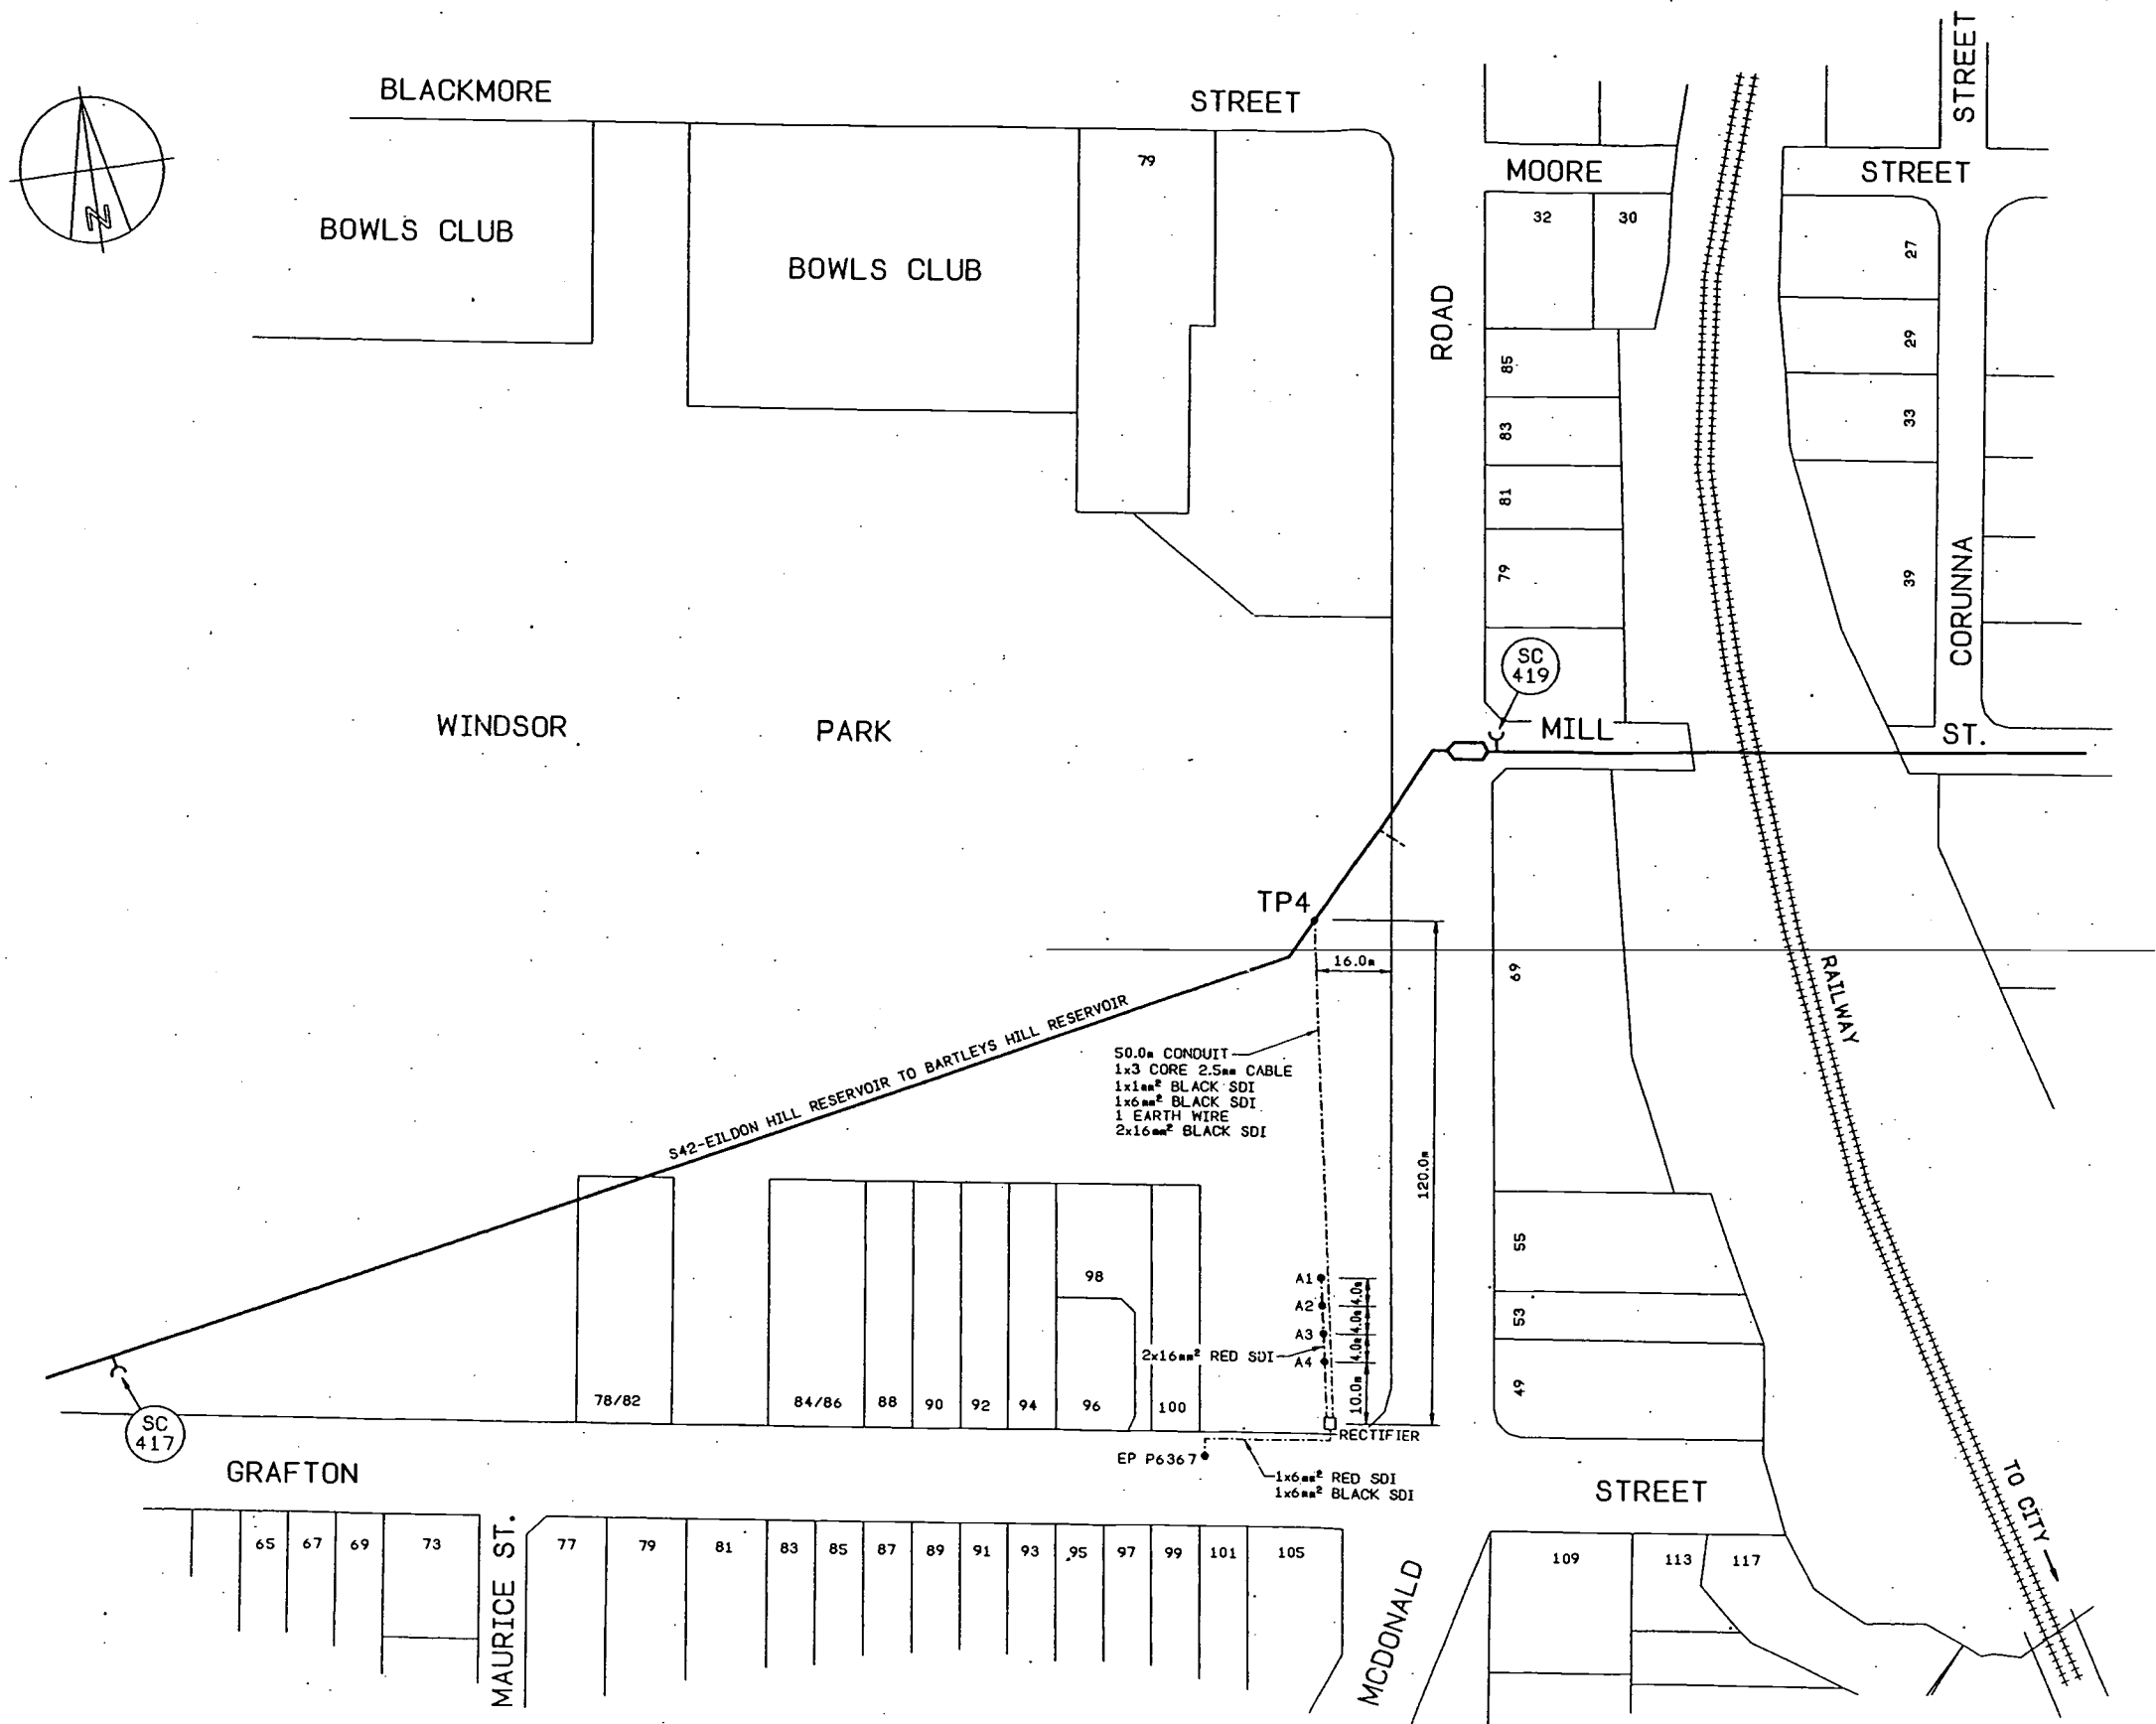 BLACKMORE STREET
STREET
N
79
MOORE STREET
BOWLS CLUB
BOWLS CLUB
32
30
27
29
33
39
ROAD
85
83
81
79
CORUNNA
SC
419
WINDSOR PARK
MILL ST.
TP4
16.0m
69
RAILWAY
S42-EILDON HILL RESERVOIR TO BARTLEYS HILL RESERVOIR
50.0m CONDUIT
1x3 CORE 2.5mm CABLE
1x1mm² BLACK SDI
1x6mm² BLACK SDI
1 EARTH WIRE
2x16mm² BLACK SDI
120.0m
55
53
49
98
A1
A2
A3
A4
4.0m
4.0m
4.0m
10.0m
2x16mm² RED SDI
78/82
84/86
88
90
92
94
96
100
RECTIFIER
SC
417
EP P6367
1x6mm² RED SDI
1x6mm² BLACK SDI
GRAFTON STREET
TO CITY
65
67
69
73
MAURICE ST.
77
79
81
83
85
87
89
91
93
95
97
99
101
105
MCDONALD
109
113
117